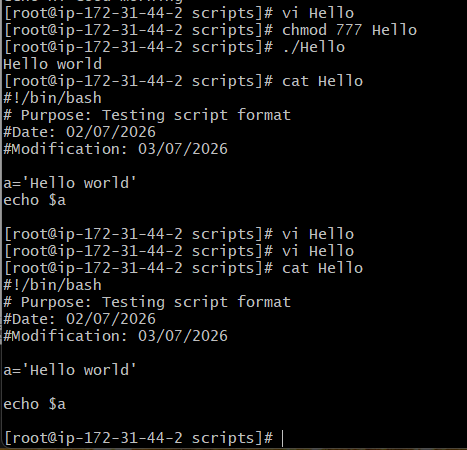 [root@ip-172-31-44-2 scripts]# vi Hello
[root@ip-172-31-44-2 scripts]# chmod 777 Hello
[root@ip-172-31-44-2 scripts]# ./Hello
Hello world
[root@ip-172-31-44-2 scripts]# cat Hello
#!/bin/bash
# Purpose: Testing script format
#Date: 02/07/2026
#Modification: 03/07/2026
a='Hello world'
echo $a
[root@ip-172-31-44-2 scripts]# vi Hello
[root@ip-172-31-44-2 scripts]# vi Hello
[root@ip-172-31-44-2 scripts]# cat Hello
#!/bin/bash
# Purpose: Testing script format
#Date: 02/07/2026
#Modification: 03/07/2026
a='Hello world'
echo $a
[root@ip-172-31-44-2 scripts]#